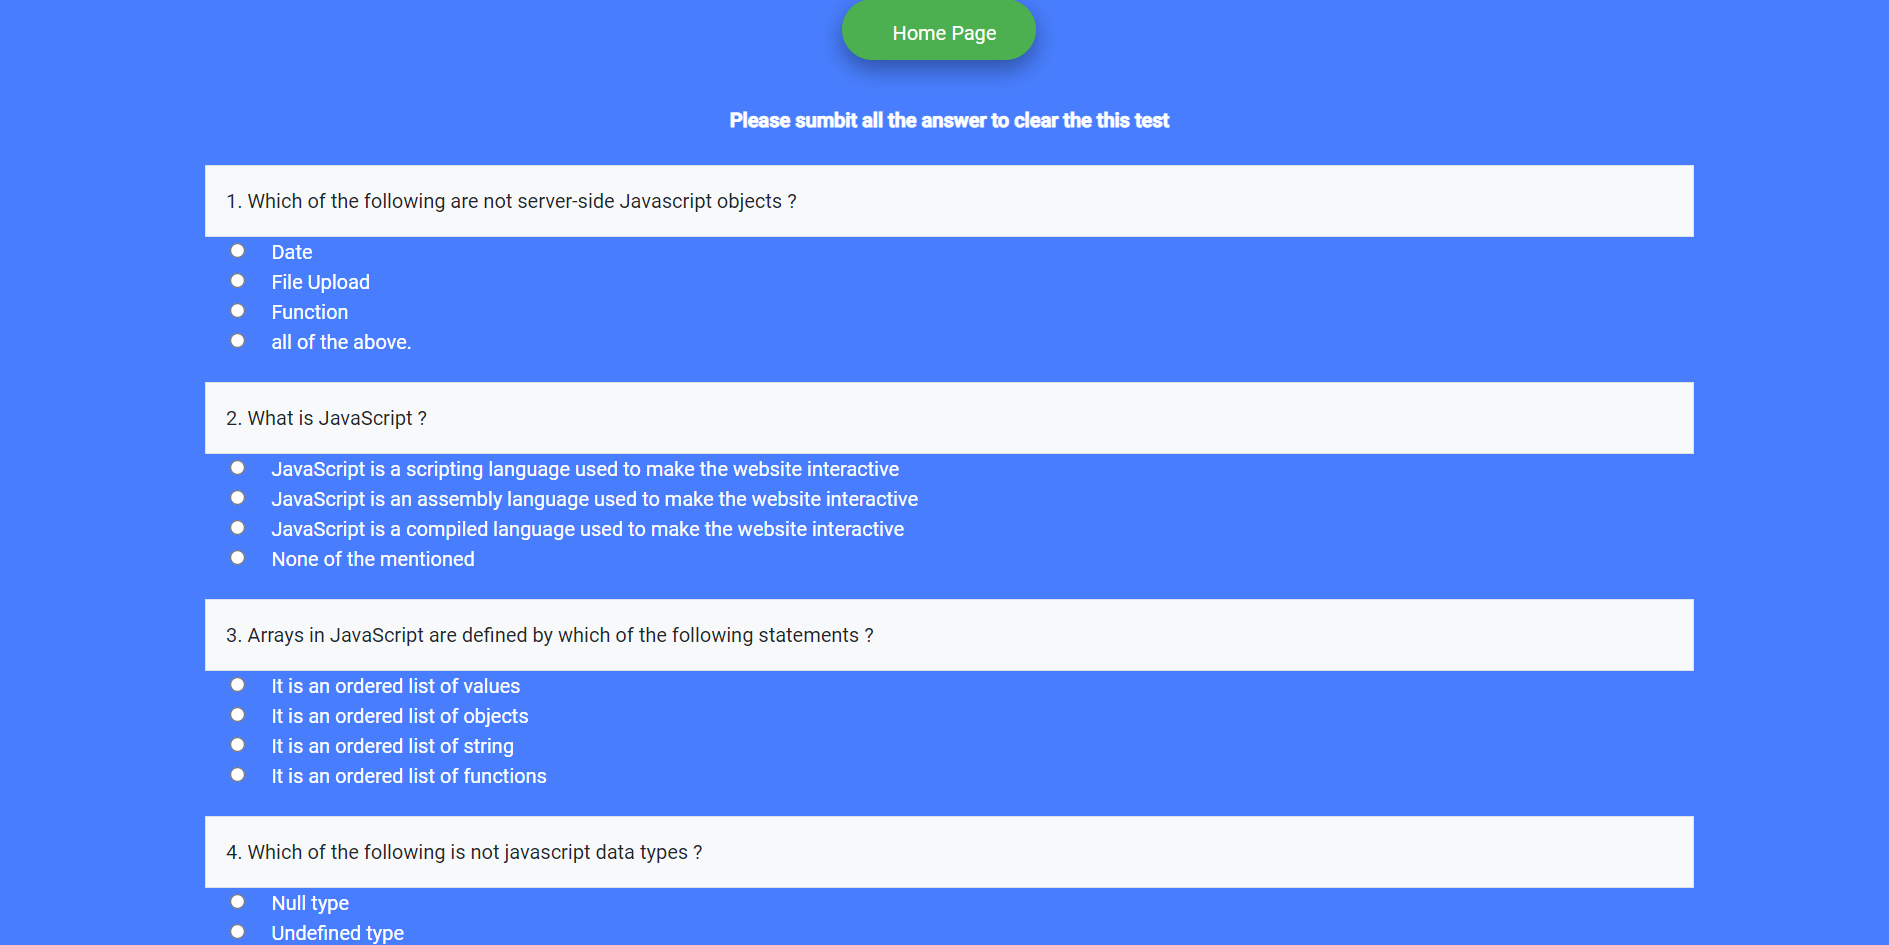 Home Page
Please sumbit all the answer to clear the this test
1. Which of the following are not server-side Javascript objects ?
Date
File Upload
Function
all of the above.
2. What is JavaScript ?
JavaScript is a scripting language used to make the website interactive
JavaScript is an assembly language used to make the website interactive
JavaScript is a compiled language used to make the website interactive
None of the mentioned
3. Arrays in JavaScript are defined by which of the following statements ?
It is an ordered list of values
It is an ordered list of objects
It is an ordered list of string
It is an ordered list of functions
4. Which of the following is not javascript data types ?
Null type
Undefined type